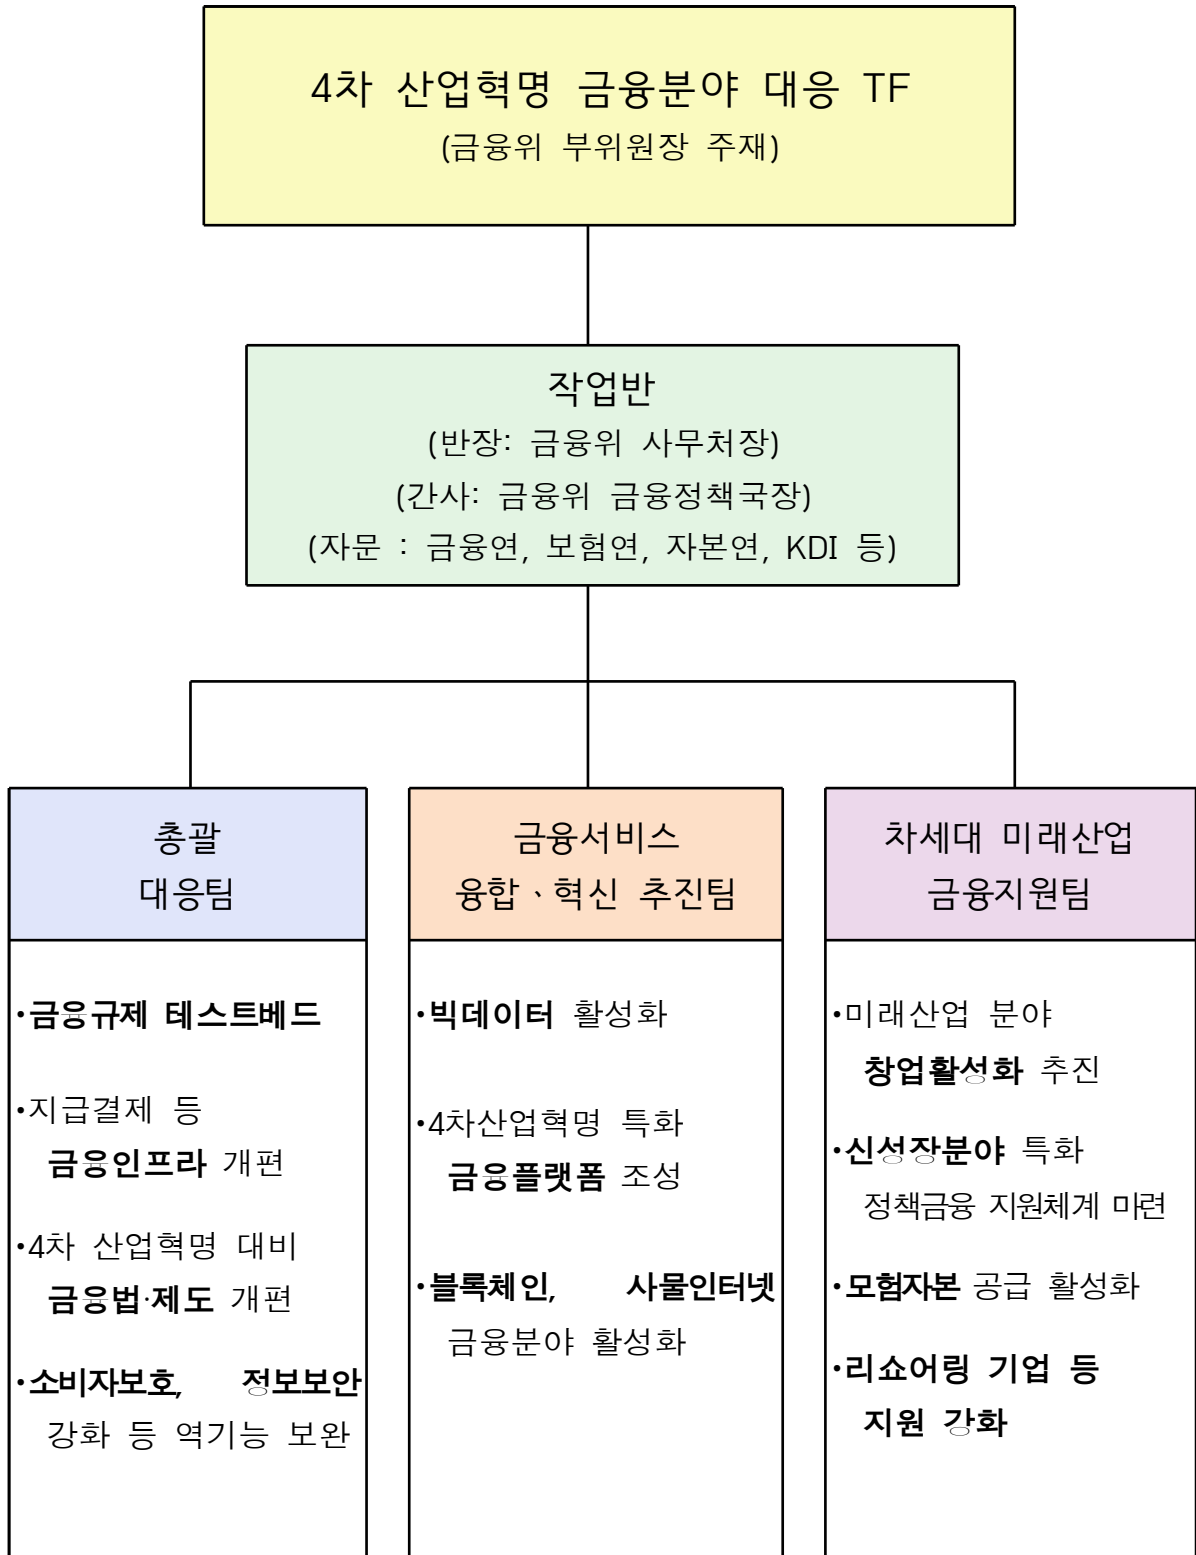 4차 산업혁명 금융분야 대응 TF
(금융위 부위원장 주재)
작업반
(반장: 금융위 사무처장)
(간사: 금융위 금융정책국장)
(자문 : 금융연, 보험연, 자본연, KDI 등)
총괄
대응팀
·금융규제 테스트베드
·지급결제 등
금융인프라 개편
·4차 산업혁명 대비
금융법·제도 개편
·소비자보호, 정보보안
강화 등 역기능 보완
금융서비스
융합ㆍ혁신 추진팀
·빅데이터 활성화
·4차산업혁명 특화
금융플랫폼 조성
·블록체인, 사물인터넷
금융분야 활성화
차세대 미래산업
금융지원팀
·미래산업 분야
창업활성화 추진
·신성장분야 특화
정책금융 지원체계 마련
·모험자본 공급 활성화
·리쇼어링 기업 등
지원 강화